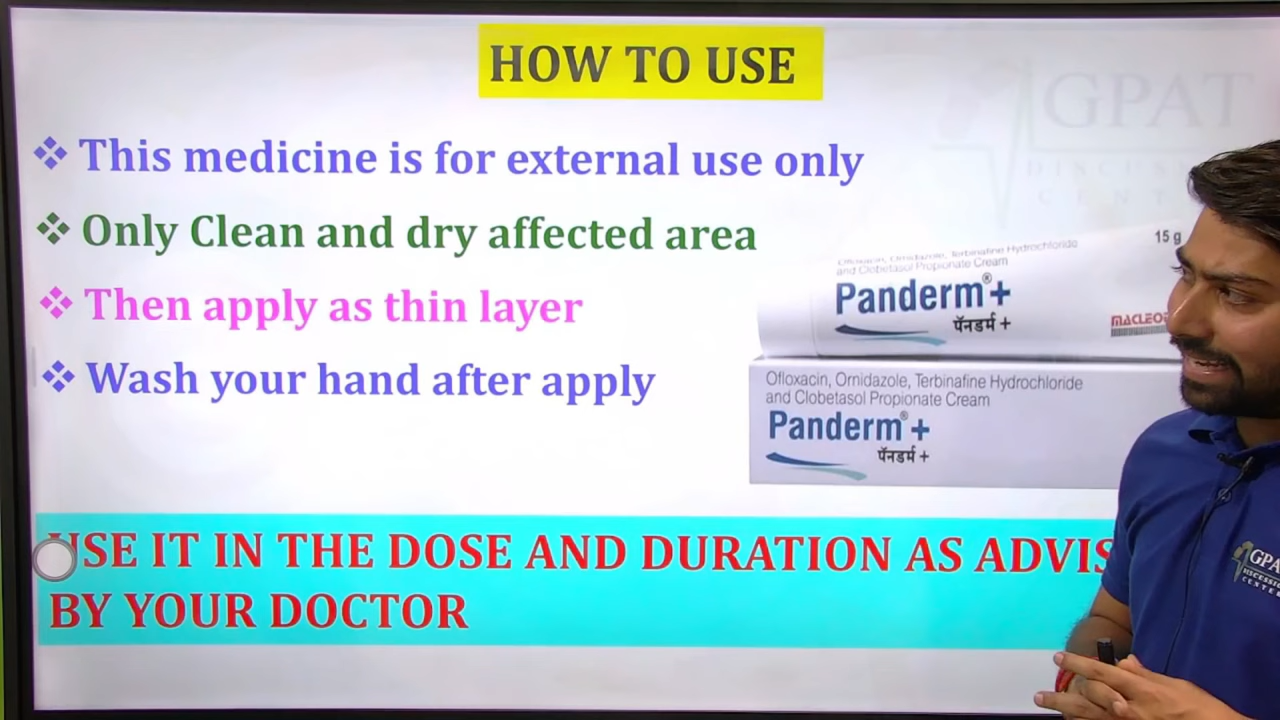 HOW TO USE
GPAT
❖ This medicine is for external use only
❖ Only Clean and dry affected area
❖ Then apply as thin layer
❖ Wash your hand after apply
15 g
Ofloxacin, Ornidazole, Terbinafine Hydrochloride
and Clobetasol Propionate Cream
Panderm®+
पॅनडर्म +
Ofloxacin, Ornidazole, Terbinafine Hydrochloride
and Clobetasol Propionate Cream
Panderm®+
पॅनडर्म +
USE IT IN THE DOSE AND DURATION AS ADVIS
BY YOUR DOCTOR